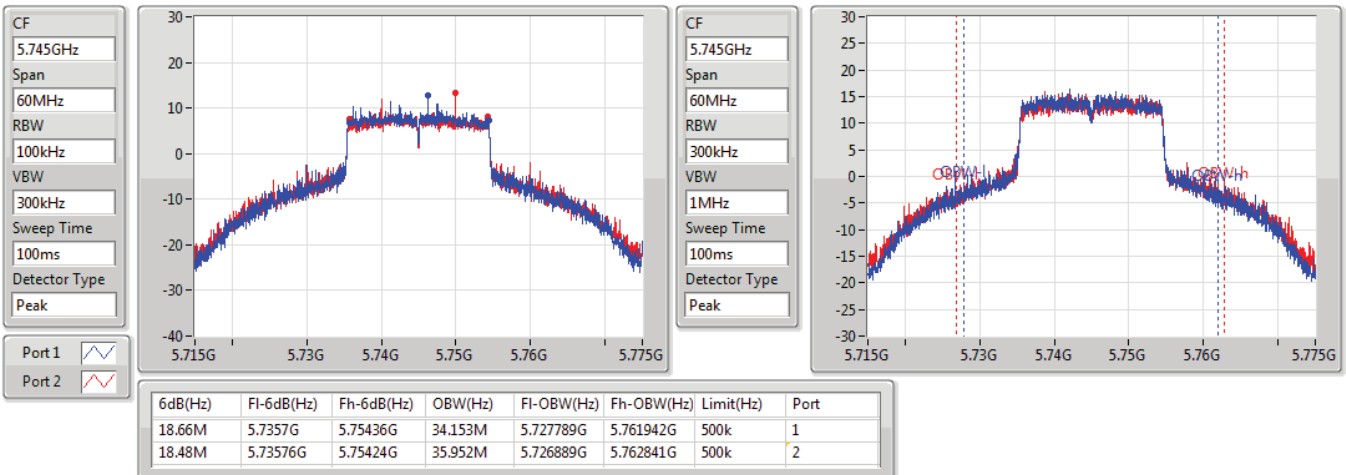 CF
5.745GHz
Span
60MHz
RBW
100kHz
VBW
300kHz
Sweep Time
100ms
Detector Type
Peak
Port 1
Port 2
30
20
10
0
-10
-20
-30
-40
5.715G 5.73G 5.74G 5.75G 5.76G 5.775G
CF
5.745GHz
Span
60MHz
RBW
300kHz
VBW
1MHz
Sweep Time
100ms
Detector Type
Peak
30
25
20
15
10
5
0
-5
-10
-15
-20
-25
-30
5.715G 5.73G 5.74G 5.75G 5.76G 5.775G
6dB(Hz) Fl-6dB(Hz) Fh-6dB(Hz) OBW(Hz) Fl-OBW(Hz) Fh-OBW(Hz) Limit(Hz) Port
18.66M 5.7357G 5.75436G 34.153M 5.727789G 5.761942G 500k 1
18.48M 5.73576G 5.75424G 35.952M 5.726889G 5.762841G 500k 2